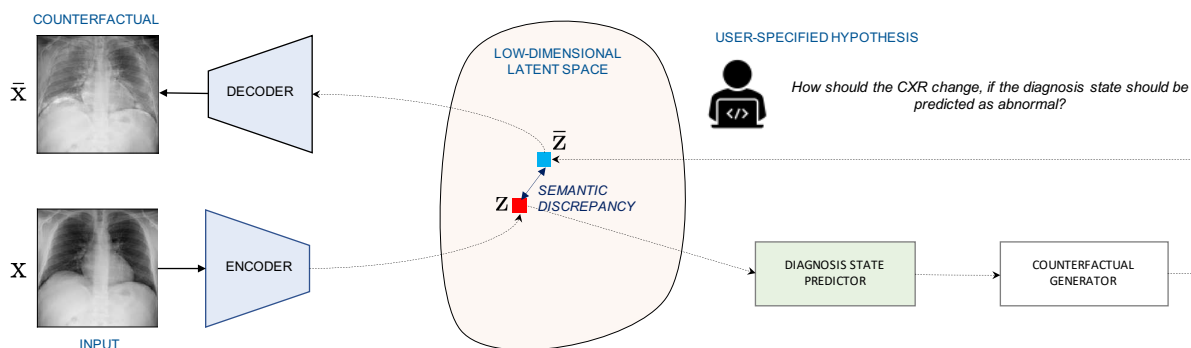 COUNTERFACTUAL
x̄
DECODER
LOW-DIMENSIONAL
LATENT SPACE
z̄
z
SEMANTIC
DISCREPANCY
USER-SPECIFIED HYPOTHESIS
</>
How should the CXR change, if the diagnosis state should be
predicted as abnormal?
x
ENCODER
INPUT
DIAGNOSIS STATE
PREDICTOR
COUNTERFACTUAL
GENERATOR